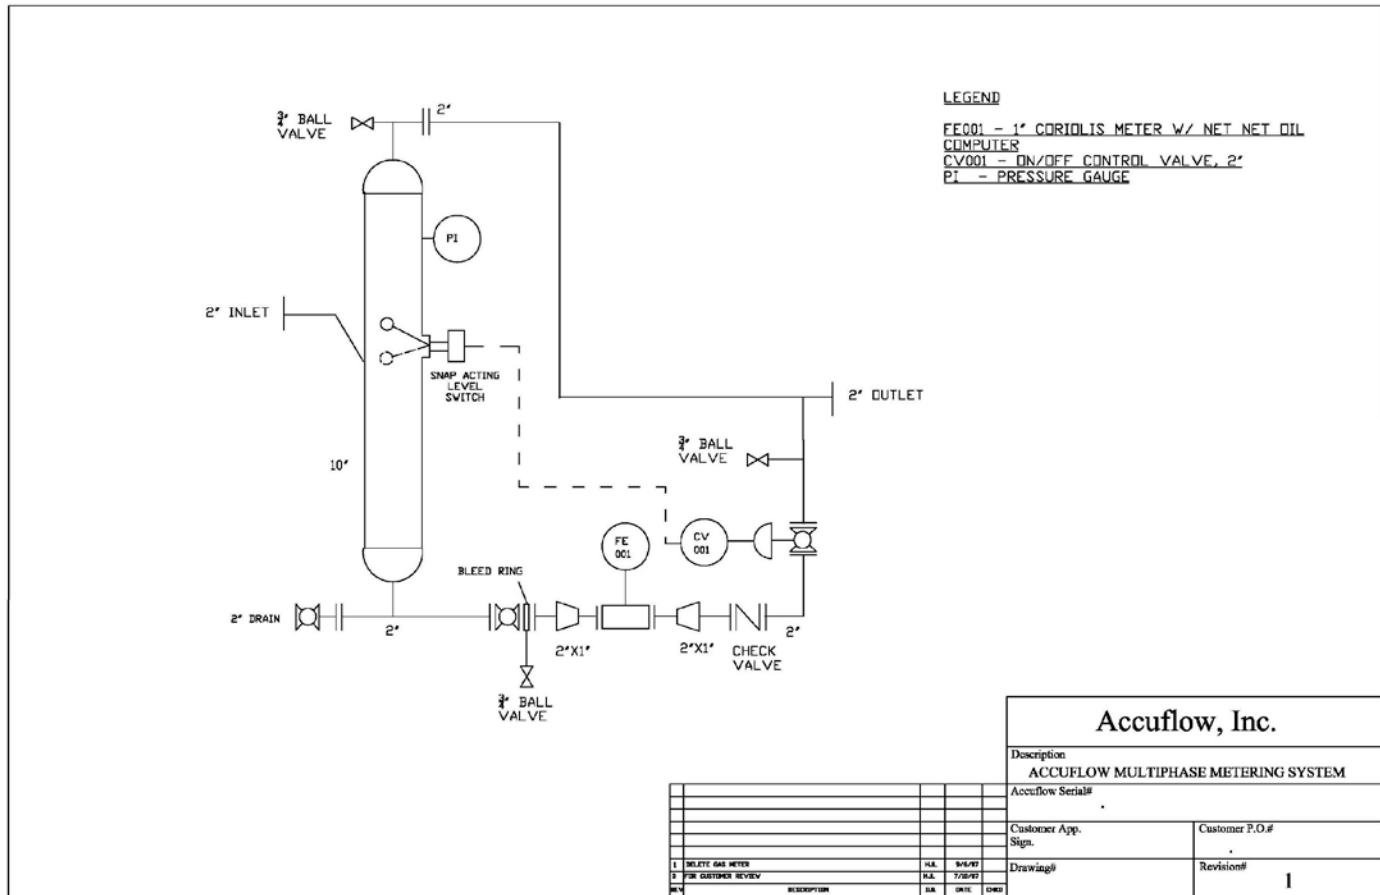 LEGEND
FE001 - 1" CORIOLIS METER W/ NET NET OIL
COMPUTER
CV001 - ON/OFF CONTROL VALVE, 2"
PI - PRESSURE GAUGE
¾" BALL
VALVE
2"
PI
2" INLET
SNAP ACTING
LEVEL
SWITCH
2" OUTLET
¾" BALL
VALVE
10"
FE
001
CV
001
BLEED RING
2" DRAIN
2"
2"X1"
2"X1"
CHECK
VALVE
2"
¾" BALL
VALVE
Accuflow, Inc.
Description
ACCUFLOW MULTIPHASE METERING SYSTEM
Accuflow Serial#
.
Customer App.
Sign.
Customer P.O.#
.
Drawing#
Revision#
1
1 DELETE GAS METER H.L.
FOR CUSTOMER REVIEW H.L.
REV DESCRIPTION DATE